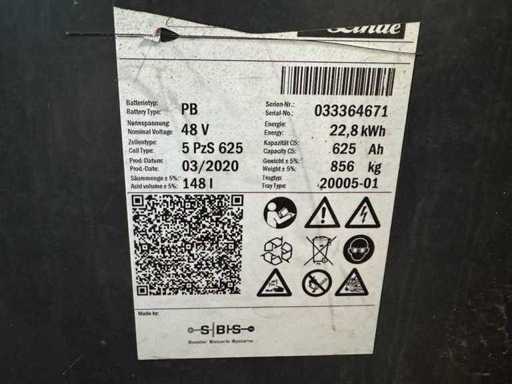 Linde
Batterietyp: Battery Type: PB
Serien-Nr.: Serial-No.: 033364671
Nennspannung: Nominal Voltage 48 V
Energie: Energy: 22,8 kWh
Zellentype: Cell Type: 5 PzS 625
Kapazität C5: Capacity C5: 625 Ah
Prod.-Datum: Prod.-Date: 03/2020
Gewicht ± 5%: Weight ± 5%: 856 kg
Säuremenge ± 5%: Acid volume ± 5%: 148 l
Trogtyp: Tray Type: 20005-01
Made by:
S|B|S